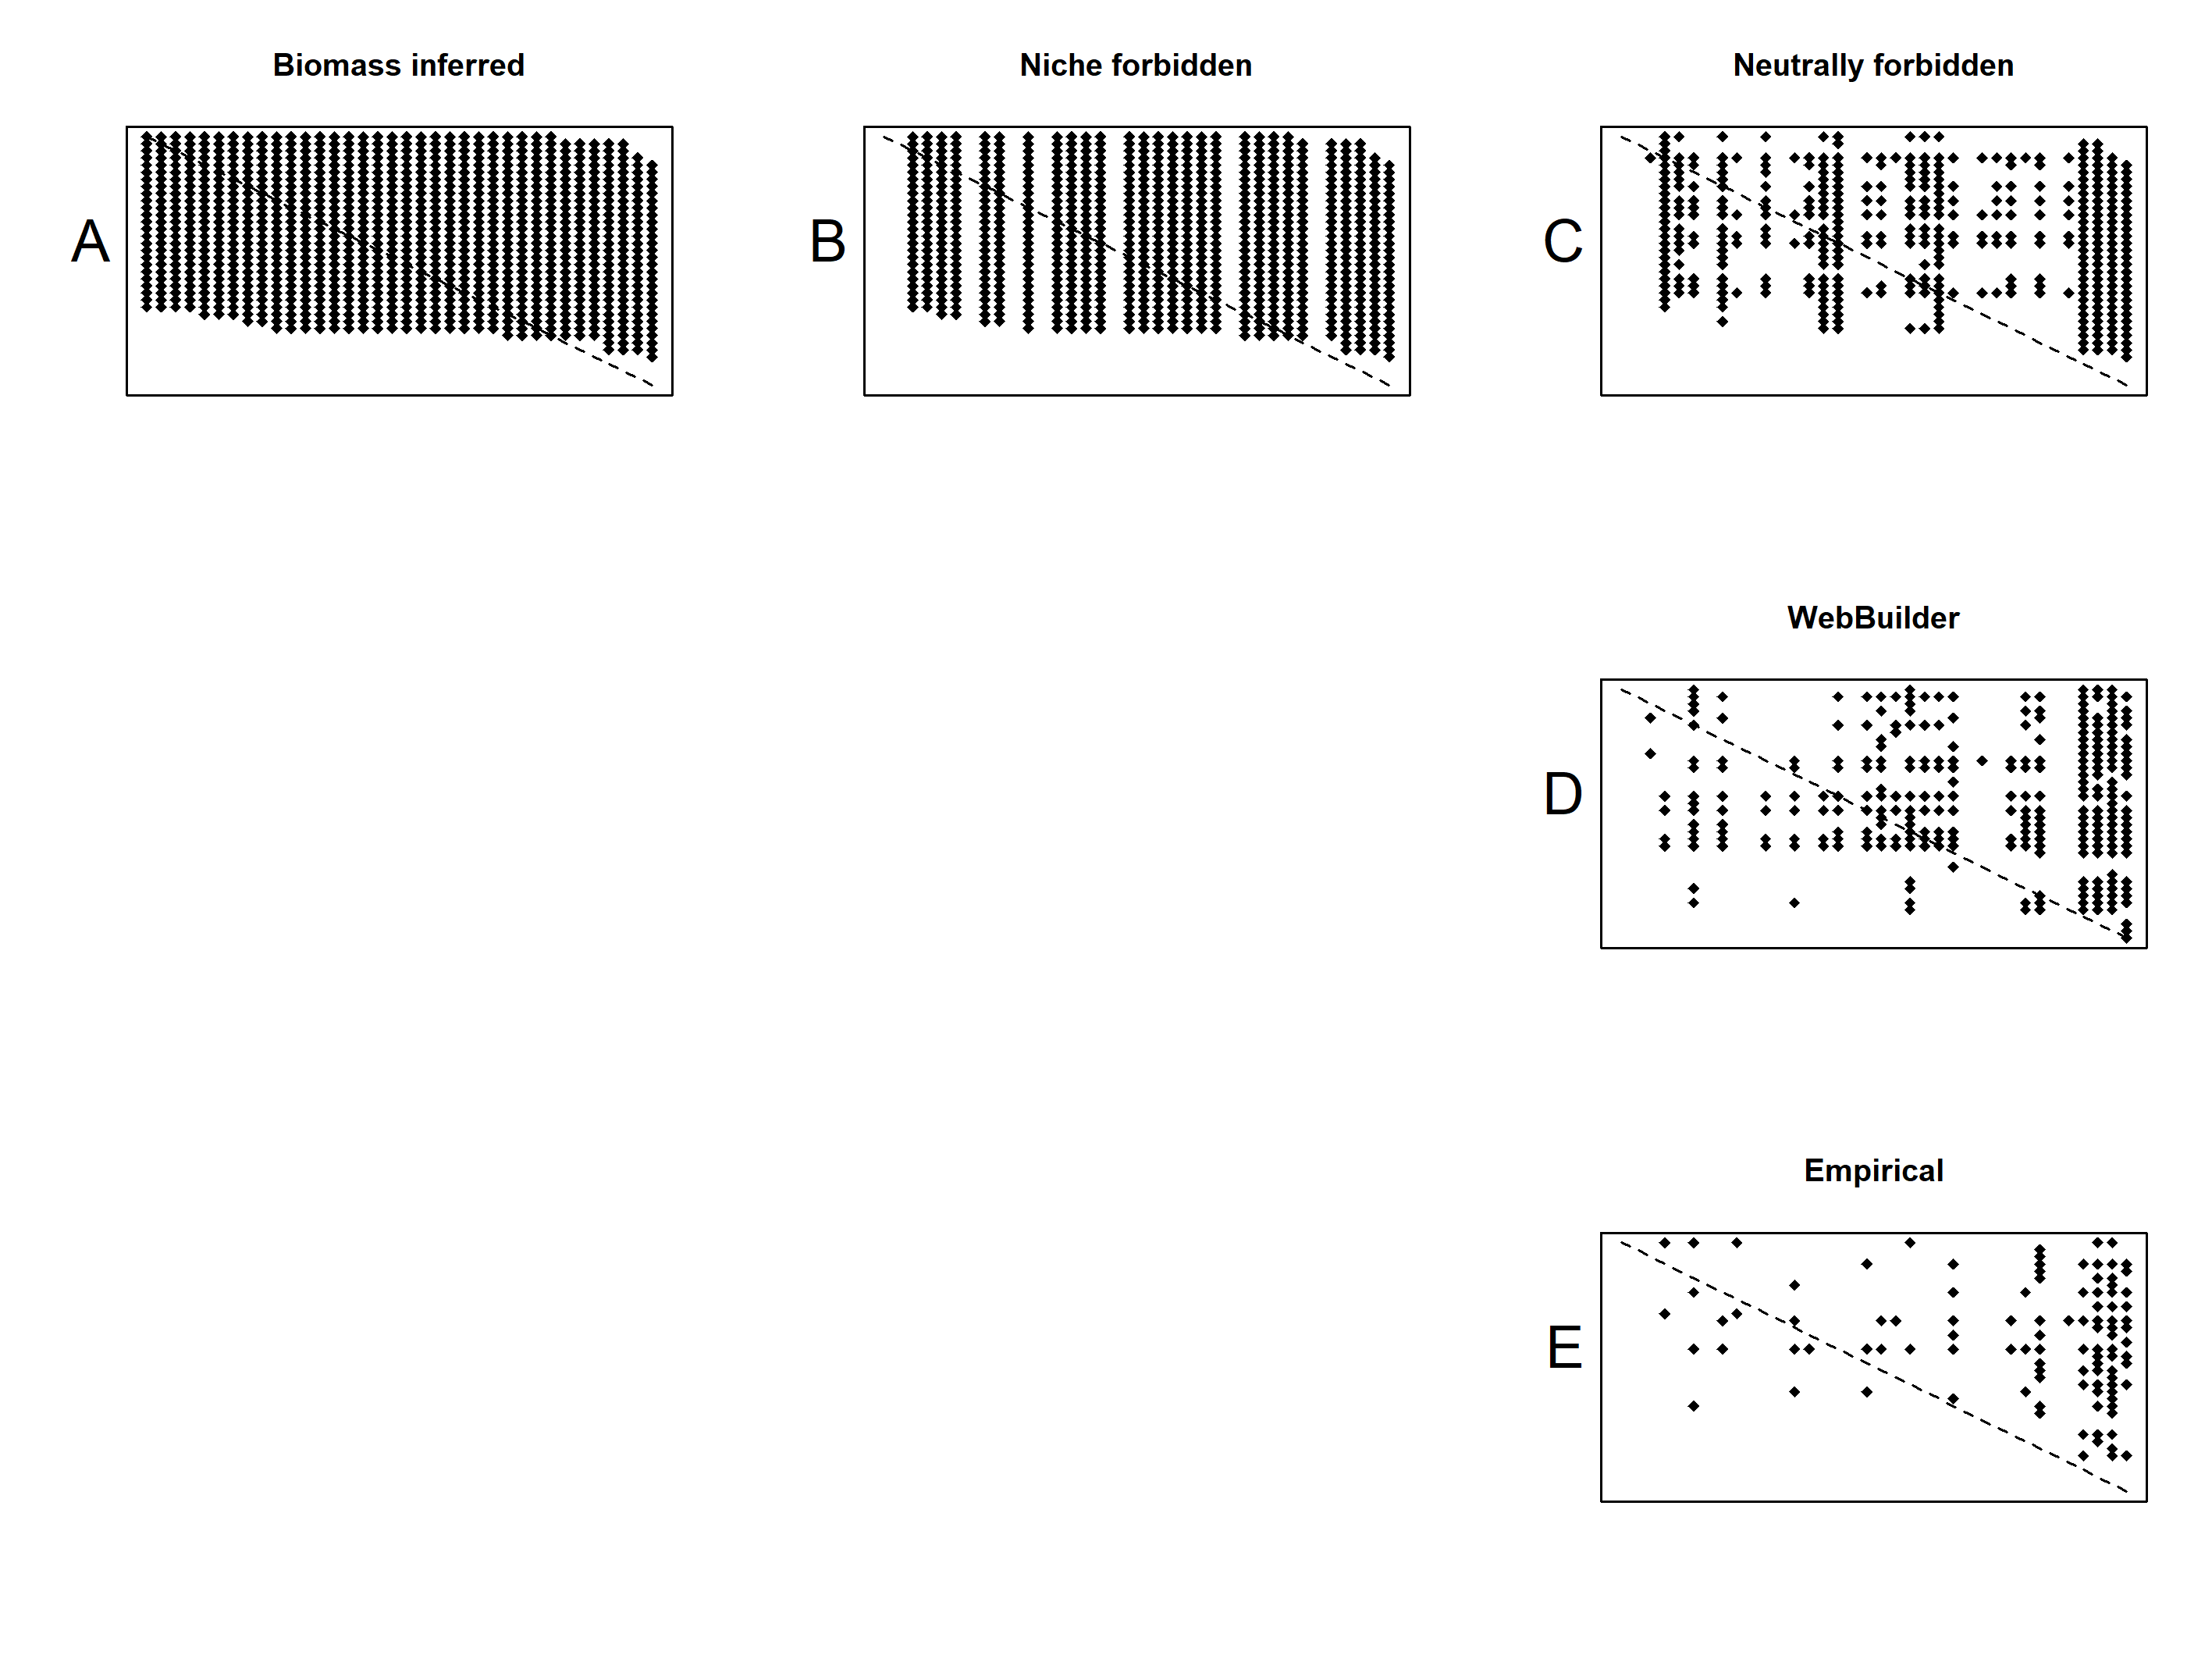 Biomass inferred
Niche forbidden
Neutrally forbidden
A
B
C
WebBuilder
D
Empirical
E